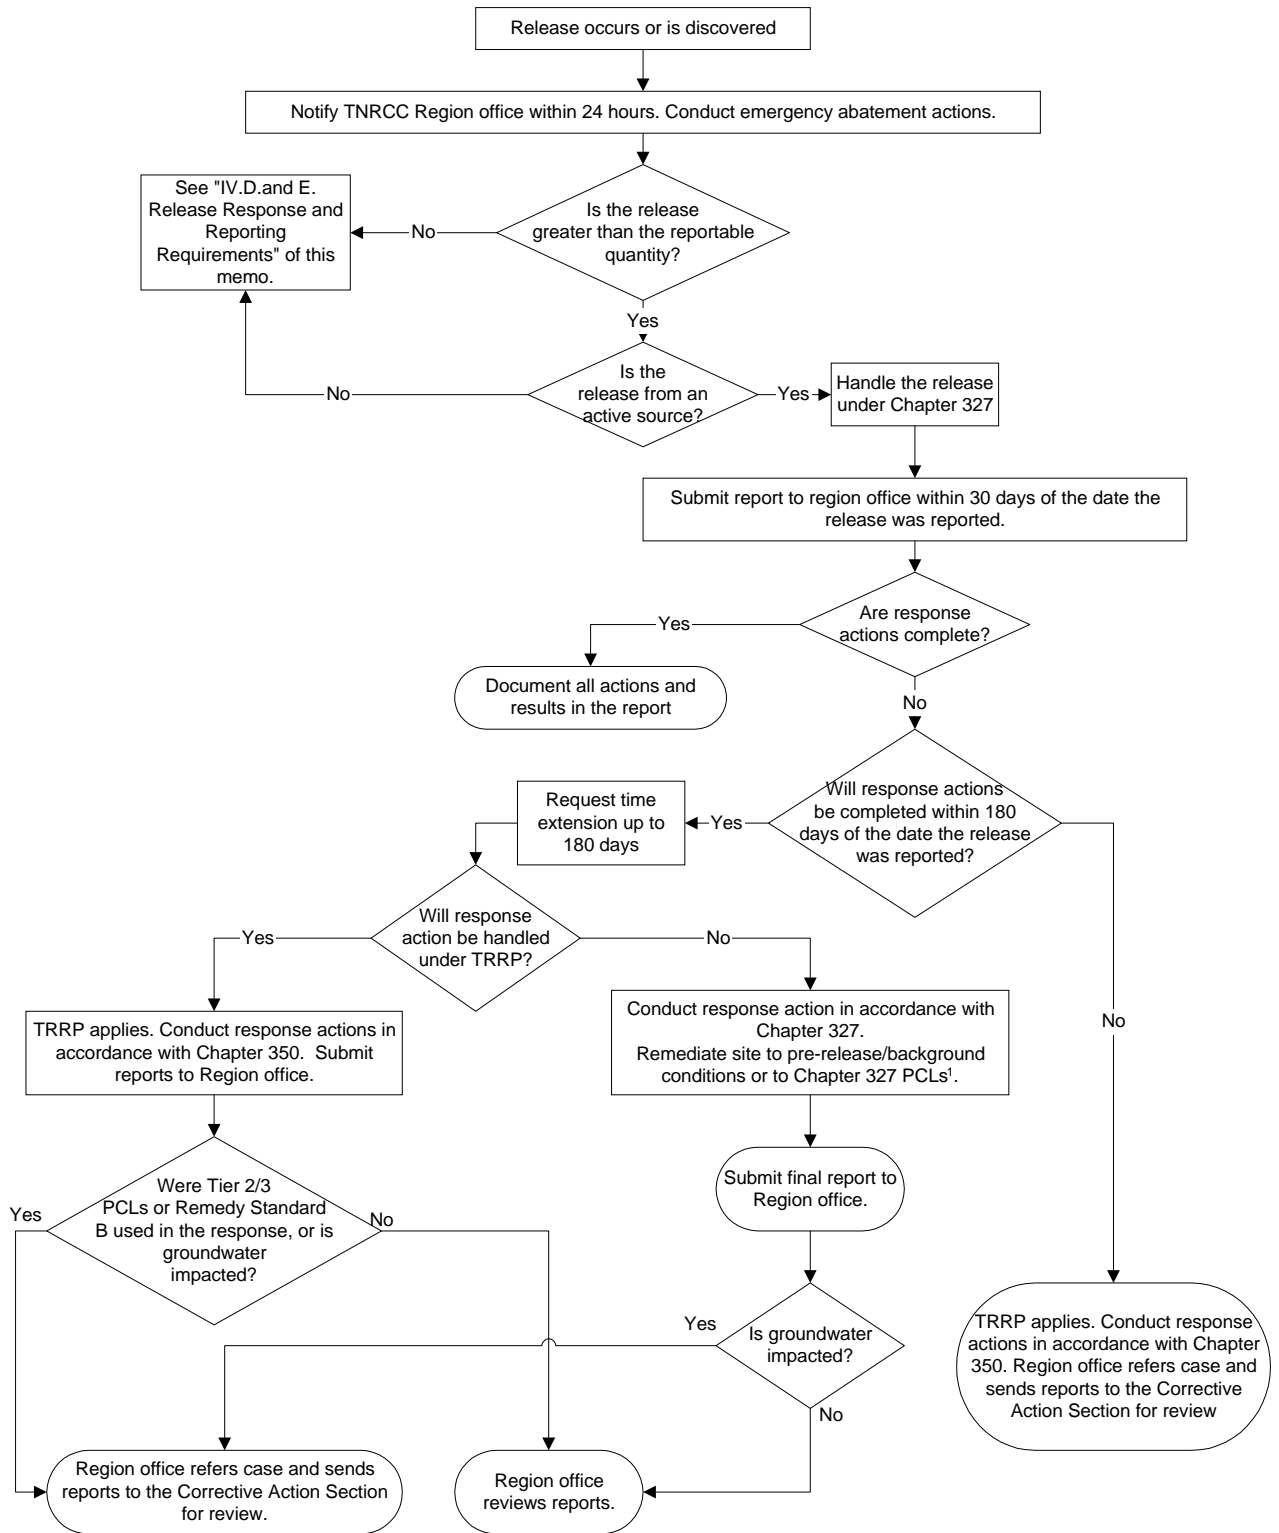 Release occurs or is discovered
Notify TNRCC Region office within 24 hours. Conduct emergency abatement actions.
See "IV.D.and E.
Release Response and
Reporting
Requirements" of this
memo.
No
Is the release
greater than the reportable
quantity?
Yes
No
Is the
release from an
active source?
Yes
Handle the release
under Chapter 327
Submit report to region office within 30 days of the date the
release was reported.
Are response
actions complete?
Yes
Document all actions and
results in the report
No
Will response actions
be completed within 180
days of the date the release
was reported?
Yes
Request time
extension up to
180 days
No
Will response
action be handled
under TRRP?
Yes
No
TRRP applies. Conduct response actions in
accordance with Chapter 350.  Submit
reports to Region office.
Conduct response action in accordance with
Chapter 327.
Remediate site to pre-release/background
conditions or to Chapter 327 PCLs¹.
Were Tier 2/3
PCLs or Remedy Standard
B used in the response, or is
groundwater
impacted?
Yes
No
Submit final report to
Region office.
Is groundwater
impacted?
Yes
No
TRRP applies. Conduct response
actions in accordance with Chapter
350. Region office refers case and
sends reports to the Corrective
Action Section for review
Region office refers case and sends
reports to the Corrective Action Section
for review.
Region office
reviews reports.